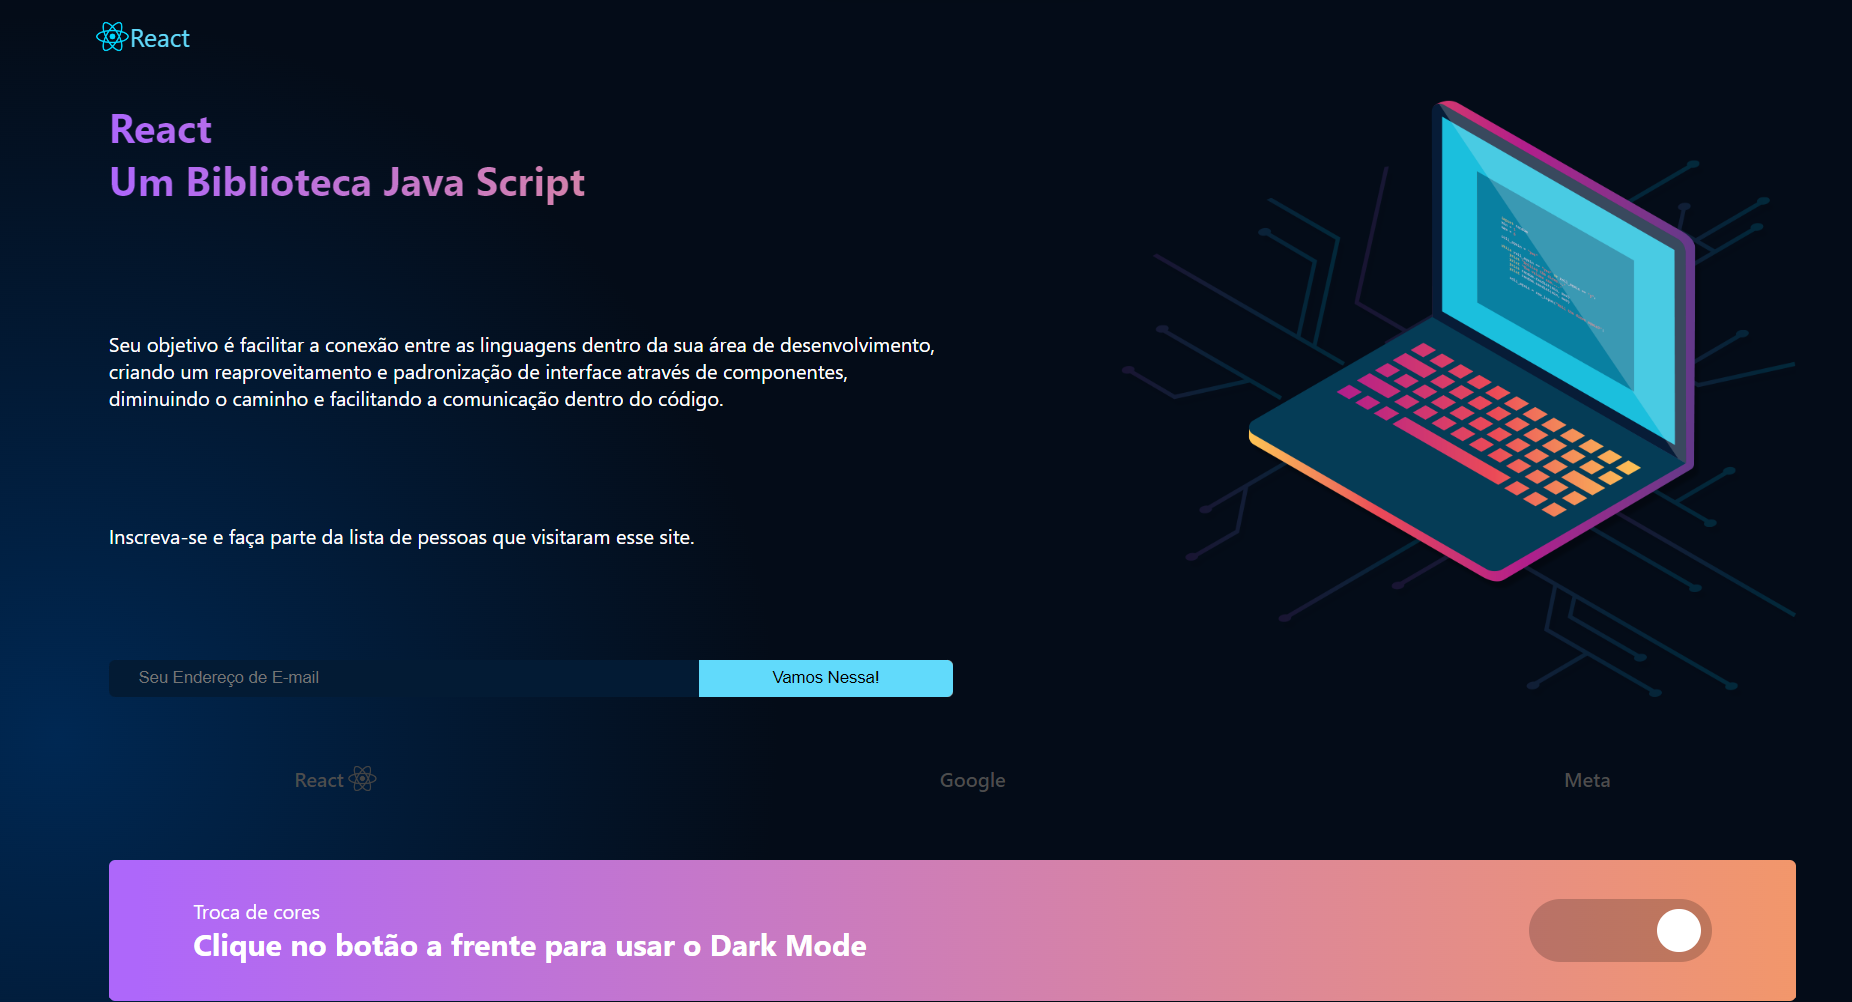 React
React
Um Biblioteca Java Script
Seu objetivo é facilitar a conexão entre as linguagens dentro da sua área de desenvolvimento,
criando um reaproveitamento e padronização de interface através de componentes,
diminuindo o caminho e facilitando a comunicação dentro do código.
Inscreva-se e faça parte da lista de pessoas que visitaram esse site.
Seu Endereço de E-mail
Vamos Nessa!
React
Google
Meta
Troca de cores
Clique no botão a frente para usar o Dark Mode